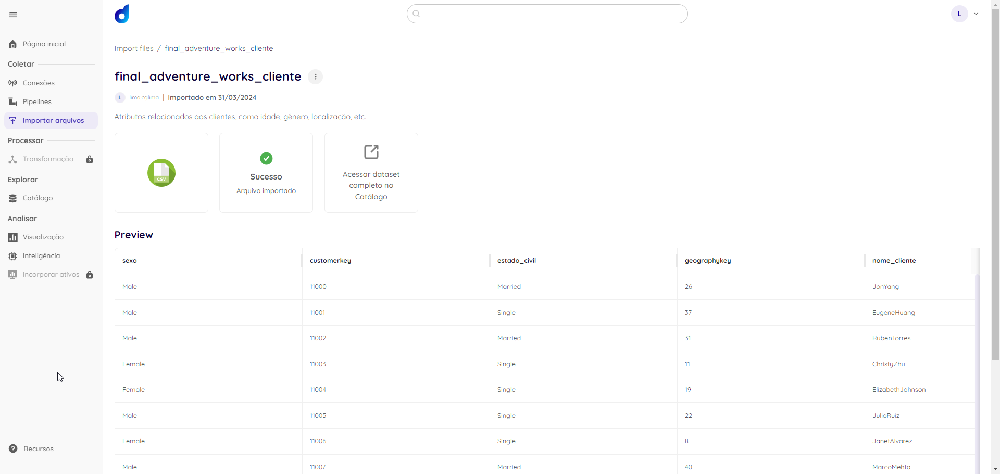 L
Página inicial
Coletar
Conexões
Pipelines
Importar arquivos
Processar
Transformação
Explorar
Catálogo
Analisar
Visualização
Inteligência
Incorporar ativos
Recursos
Import files / final_adventure_works_cliente
final_adventure_works_cliente
L lima.cglima | Importado em 31/03/2024
Atributos relacionados aos clientes, como idade, gênero, localização, etc.
CSV
Sucesso
Arquivo importado
Acessar dataset
completo no
Catálogo
Preview
sexo customerkey estado_civil geographykey nome_cliente
Male 11000 Married 26 JonYang
Male 11001 Single 37 EugeneHuang
Male 11002 Married 31 RubenTorres
Female 11003 Single 11 ChristyZhu
Female 11004 Single 19 ElizabethJohnson
Male 11005 Single 22 JulioRuiz
Female 11006 Single 8 JanetAlvarez
Male 11007 Married 40 MarcoMehta